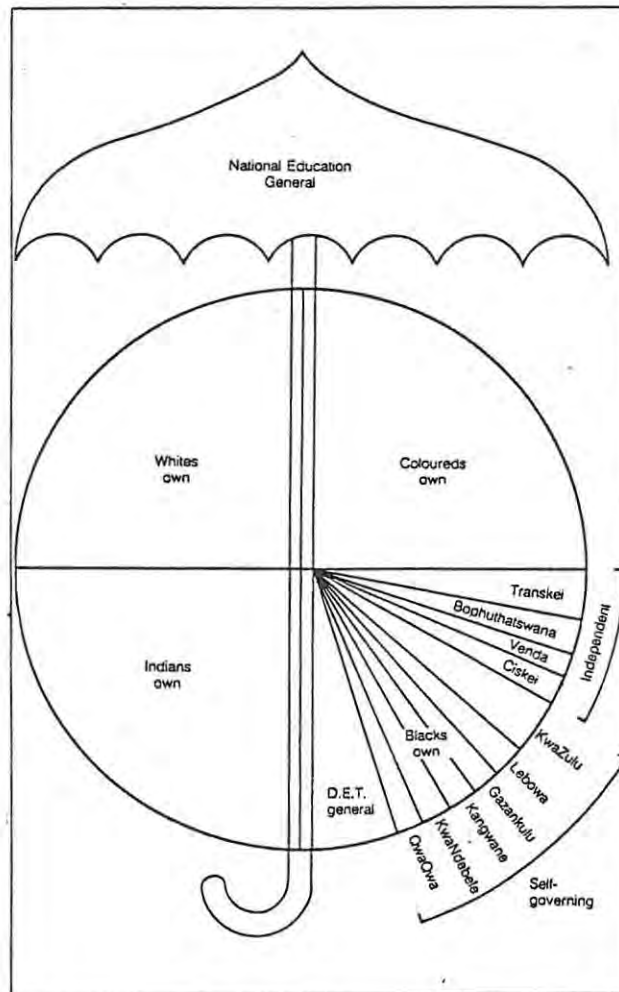 National Education
General
Whites
own
Coloureds
own
Indians
own
Transkei
Bophuthatswana
Venda
Ciskei
Independent
Blacks
own
D.E.T.
general
KwaZulu
Lebowa
Gazankulu
Kangwane
KwaNdebele
QwaQwa
Self-
governing